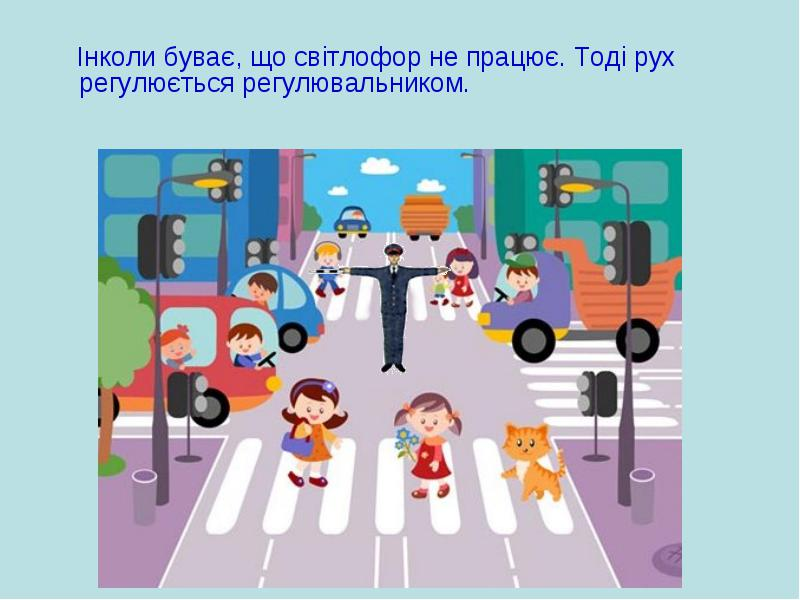 Інколи буває, що світлофор не працює. Тоді рух
регулюється регулювальником.